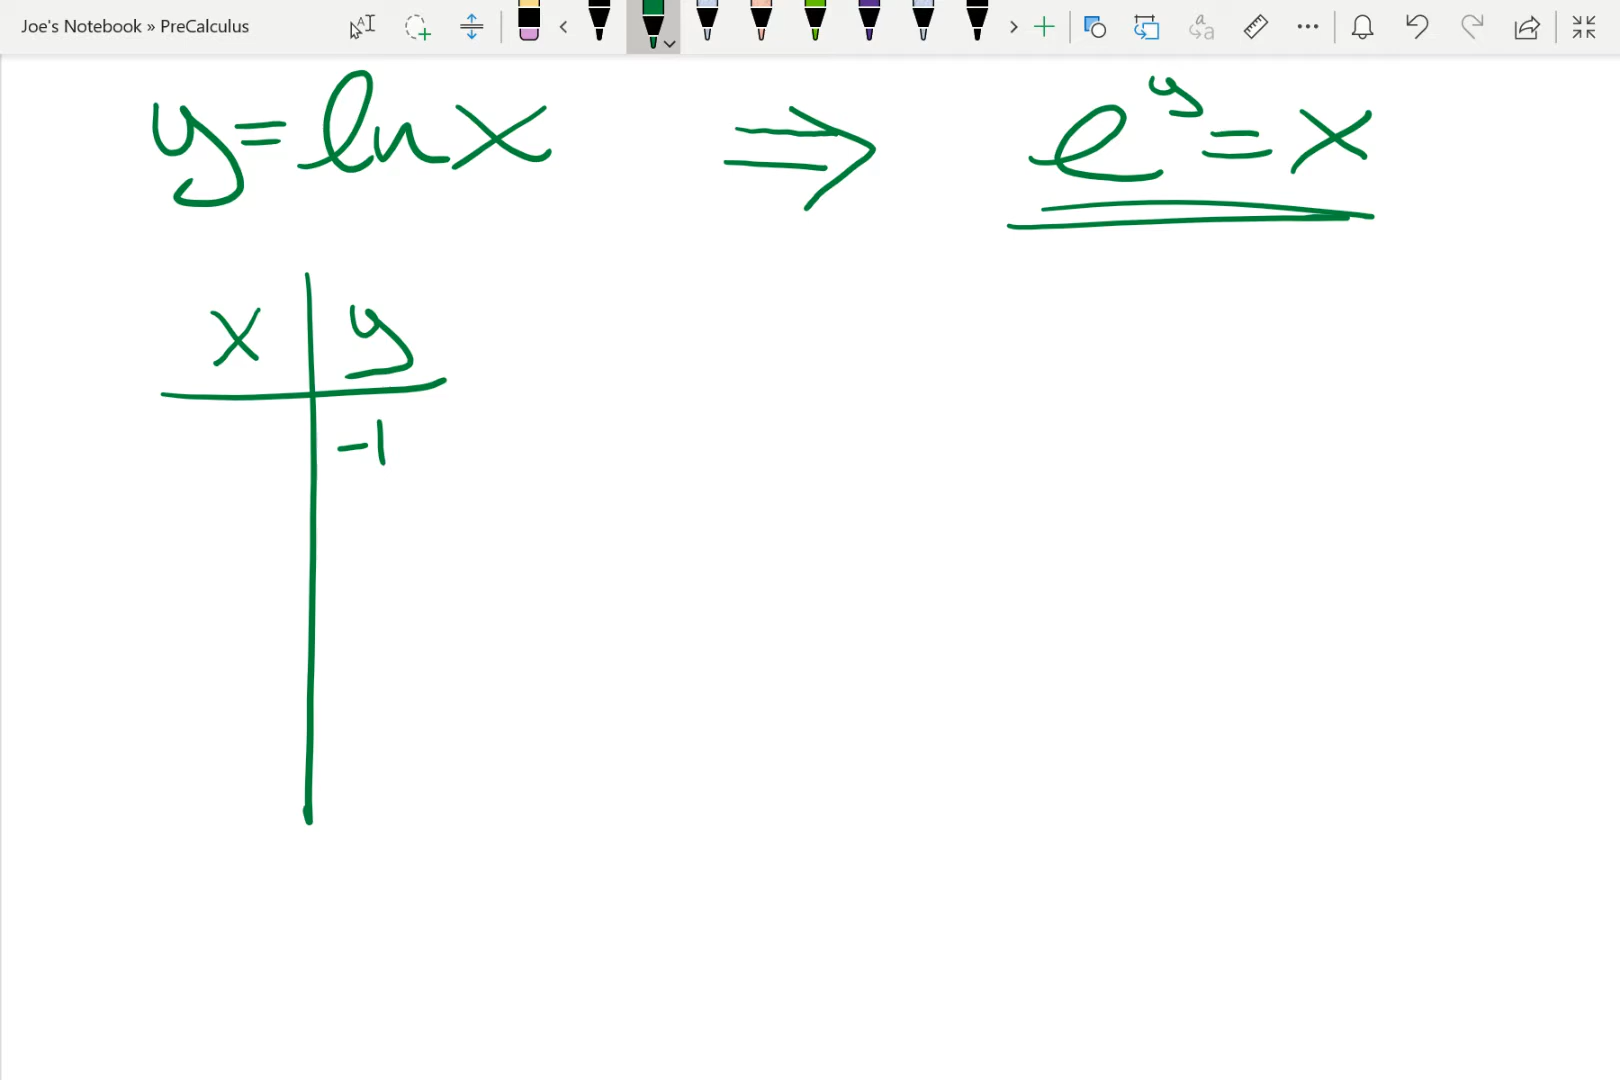 Joe's Notebook » PreCalculus
y = ln x ⇒ e^y = x
x y
-1